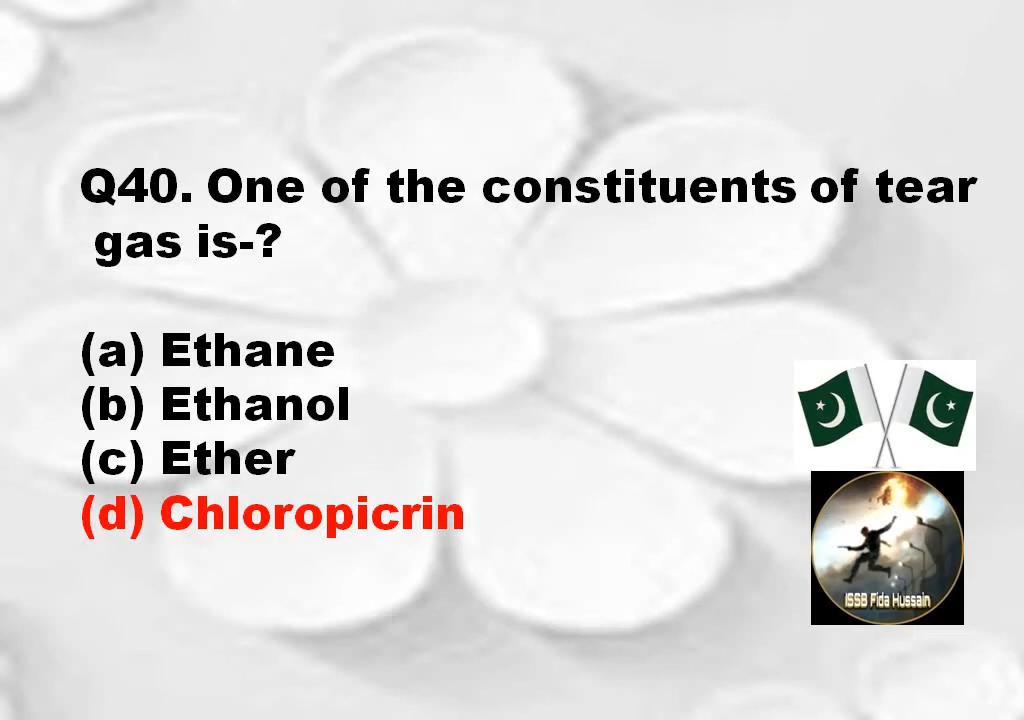 Q40. One of the constituents of tear
gas is-?
(a) Ethane
(b) Ethanol
(c) Ether
(d) Chloropicrin
ISSB Fida Hussain